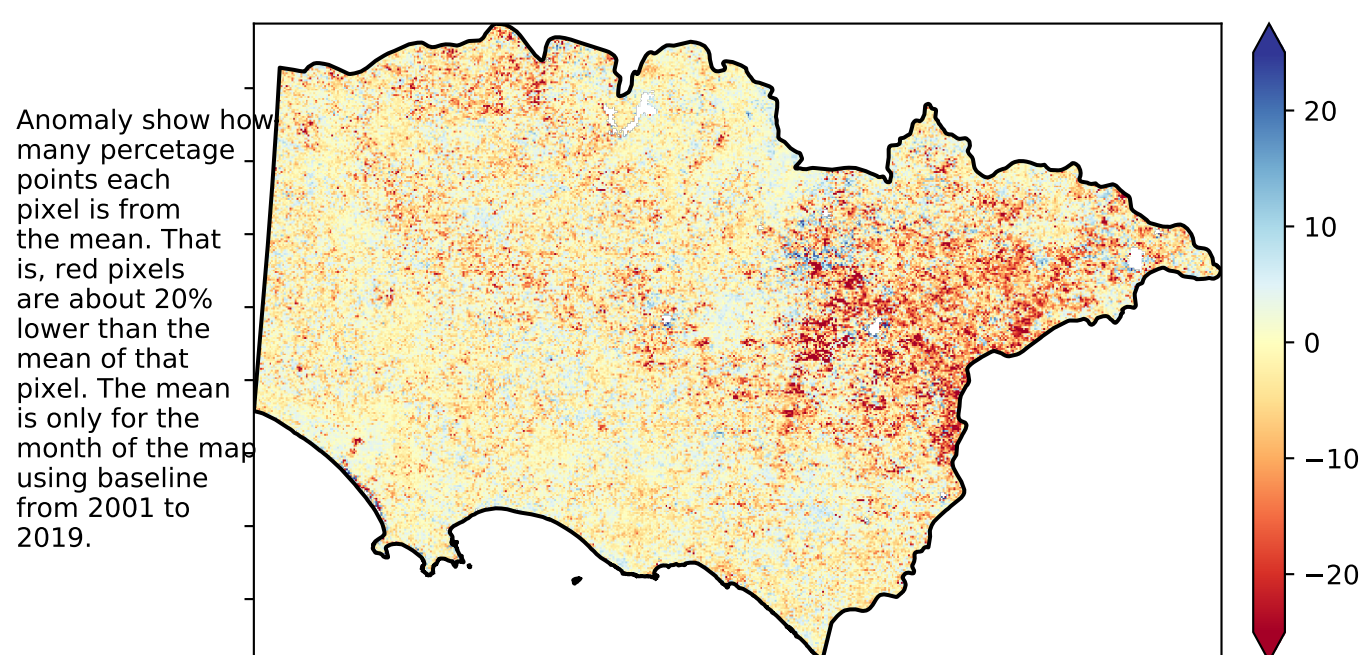 Anomaly show how
many percetage
points each
pixel is from
the mean. That
is, red pixels
are about 20%
lower than the
mean of that
pixel. The mean
is only for the
month of the map
using baseline
from 2001 to
2019.
20
10
0
−10
−20